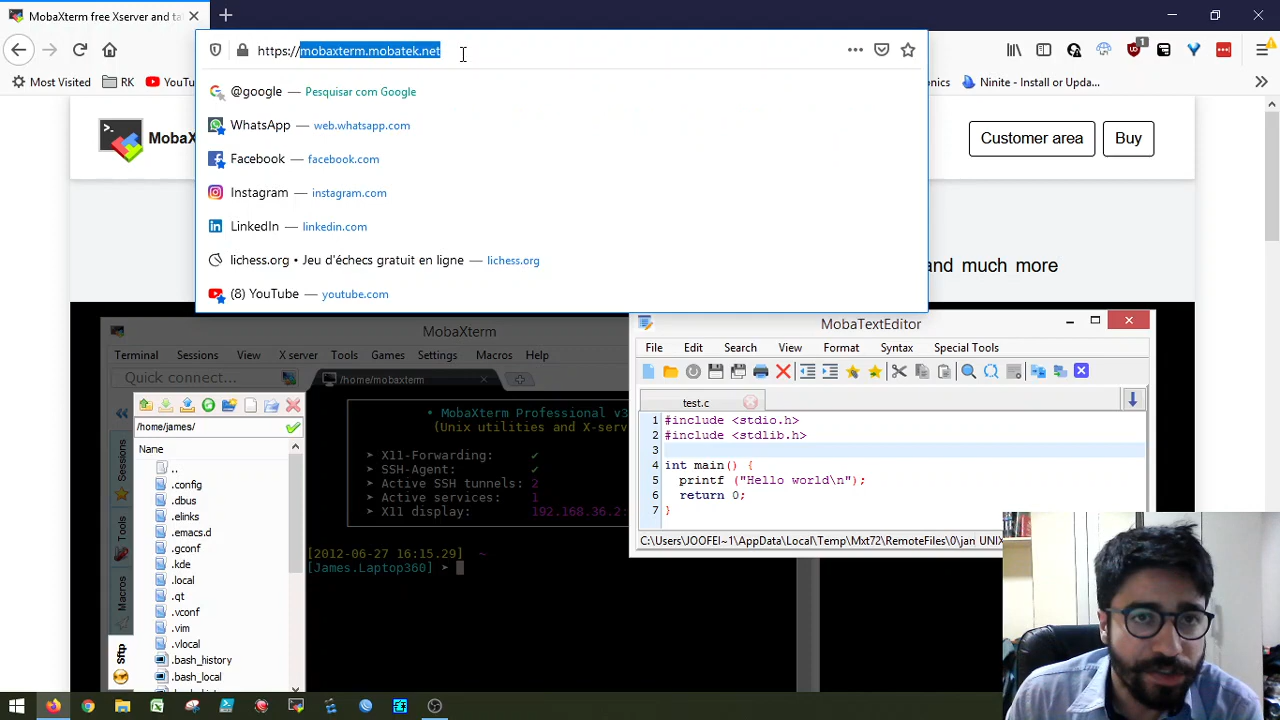 MobaXterm free Xserver and ta
https://mobaxterm.mobatek.net
1
Most Visited
RK
YouTu
onics
Ninite - Install or Upda...
@google — Pesquisar com Google
WhatsApp — web.whatsapp.com
Facebook — facebook.com
Instagram — instagram.com
LinkedIn — linkedin.com
lichess.org • Jeu d'échecs gratuit en ligne — lichess.org
(8) YouTube — youtube.com
MobaX
Customer area
Buy
and much more
MobaXterm
Terminal Sessions View X server Tools Games Settings Macros Help
Quick connect...
/home/mobaxterm
/home/james/
Name
..
.config
.dbus
.elinks
.emacs.d
.gconf
.kde
.local
.qt
.vconf
.vim
.vlocal
.bash_history
.bash_local
Sessions
Tools
Macros
Sftp
• MobaXterm Professional v3
(Unix utilities and X-serv
➤ X11-Forwarding: ✔
➤ SSH-Agent: ✔
➤ Active SSH tunnels: 2
➤ Active services: 1
➤ X11 display: 192.168.36.2:
[2012-06-27 16:15.29] ~
[James.Laptop360] ➤
MobaTextEditor
File Edit Search View Format Syntax Special Tools
test.c
1 #include <stdio.h>
2 #include <stdlib.h>
3
4 int main() {
5 printf ("Hello world\n");
6 return 0;
7 }
C:\Users\JOOFEI~1\AppData\Local\Temp\Mxt72\RemoteFiles\0\jan UNIX